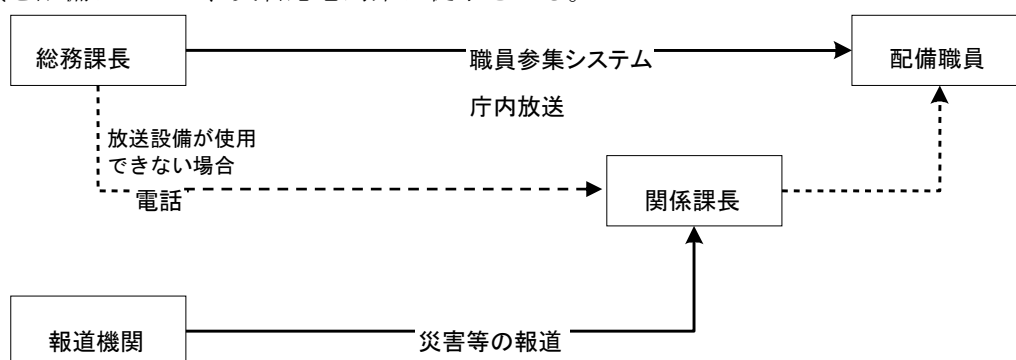 総務課長
職員参集システム
配備職員
庁内放送
放送設備が使用
できない場合
電話
関係課長
報道機関
災害等の報道